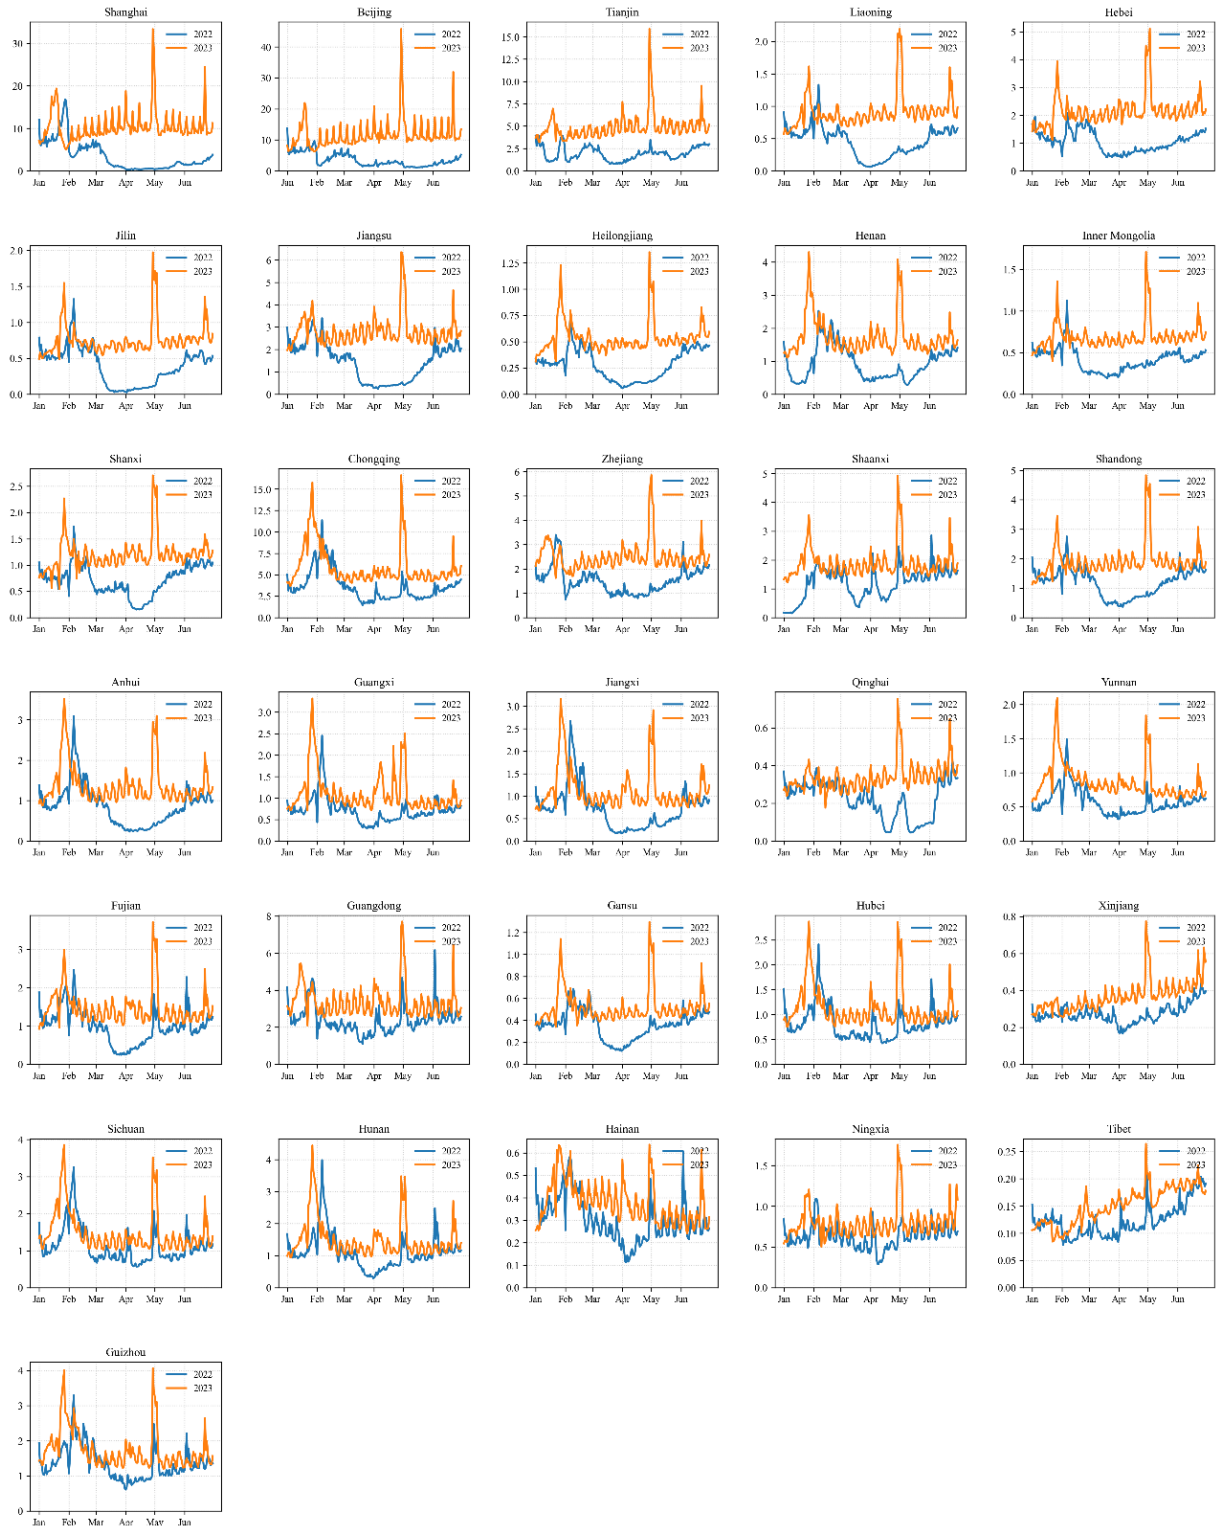 Shanghai Beijing Tianjin Liaoning Hebei
2022 2022 2022 2022 2022
2023 2023 2023 2023 2023
30 20 10 0
40 30 20 10 0
15.0 12.5 10.0 7.5 5.0 2.5 0.0
2.0 1.5 1.0 0.5 0.0
5 4 3 2 1 0
Jan Feb Mar Apr May Jun Jan Feb Mar Apr May Jun Jan Feb Mar Apr May Jun Jan Feb Mar Apr May Jun Jan Feb Mar Apr May Jun
Jilin Jiangsu Heilongjiang Henan Inner Mongolia
2022 2022 2022 2022 2022
2023 2023 2023 2023 2023
2.0 1.5 1.0 0.5 0.0
6 5 4 3 2 1 0
1.25 1.00 0.75 0.50 0.25 0.00
4 3 2 1 0
1.5 1.0 0.5 0.0
Jan Feb Mar Apr May Jun Jan Feb Mar Apr May Jun Jan Feb Mar Apr May Jun Jan Feb Mar Apr May Jun Jan Feb Mar Apr May Jun
Shanxi Chongqing Zhejiang Shaanxi Shandong
2022 2022 2022 2022 2022
2023 2023 2023 2023 2023
2.5 2.0 1.5 1.0 0.5 0.0
15.0 12.5 10.0 7.5 5.0 2.5 0.0
6 5 4 3 2 1 0
5 4 3 2 1 0
5 4 3 2 1 0
Jan Feb Mar Apr May Jun Jan Feb Mar Apr May Jun Jan Feb Mar Apr May Jun Jan Feb Mar Apr May Jun Jan Feb Mar Apr May Jun
Anhui Guangxi Jiangxi Qinghai Yunnan
2022 2022 2022 2022 2022
2023 2023 2023 2023 2023
3 2 1 0
3.0 2.5 2.0 1.5 1.0 0.5 0.0
3.0 2.5 2.0 1.5 1.0 0.5 0.0
0.6 0.4 0.2 0.0
2.0 1.5 1.0 0.5 0.0
Jan Feb Mar Apr May Jun Jan Feb Mar Apr May Jun Jan Feb Mar Apr May Jun Jan Feb Mar Apr May Jun Jan Feb Mar Apr May Jun
Fujian Guangdong Gansu Hubei Xinjiang
2022 2022 2022 2022 2022
2023 2023 2023 2023 2023
3 2 1 0
8 6 4 2 0
1.2 1.0 0.8 0.6 0.4 0.2 0.0
2.5 2.0 1.5 1.0 0.5 0.0
0.8 0.6 0.4 0.2 0.0
Jan Feb Mar Apr May Jun Jan Feb Mar Apr May Jun Jan Feb Mar Apr May Jun Jan Feb Mar Apr May Jun Jan Feb Mar Apr May Jun
Sichuan Hunan Hainan Ningxia Tibet
2022 2022 2022 2022 2022
2023 2023 2023 2023 2023
4 3 2 1 0
4 3 2 1 0
0.6 0.5 0.4 0.3 0.2 0.1 0.0
1.5 1.0 0.5 0.0
0.25 0.20 0.15 0.10 0.05 0.00
Jan Feb Mar Apr May Jun Jan Feb Mar Apr May Jun Jan Feb Mar Apr May Jun Jan Feb Mar Apr May Jun Jan Feb Mar Apr May Jun
Guizhou
2022
2023
4 3 2 1 0
Jan Feb Mar Apr May Jun